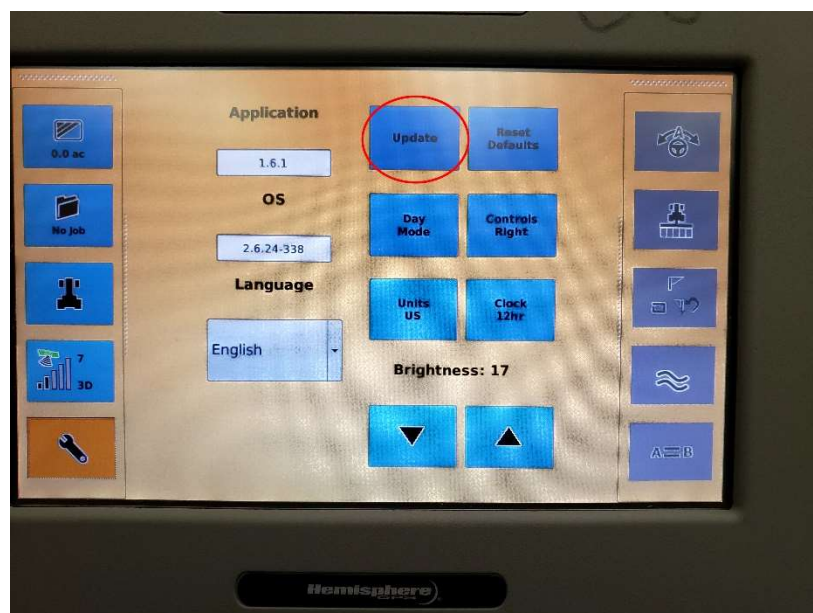 0.0 ac
No Job
7
3D
Application
1.6.1
OS
2.6.24-338
Language
English
Update
Reset
Defaults
Day
Mode
Controls
Right
Units
US
Clock
12hr
Brightness: 17
A
A B
Hemisphere
GPS